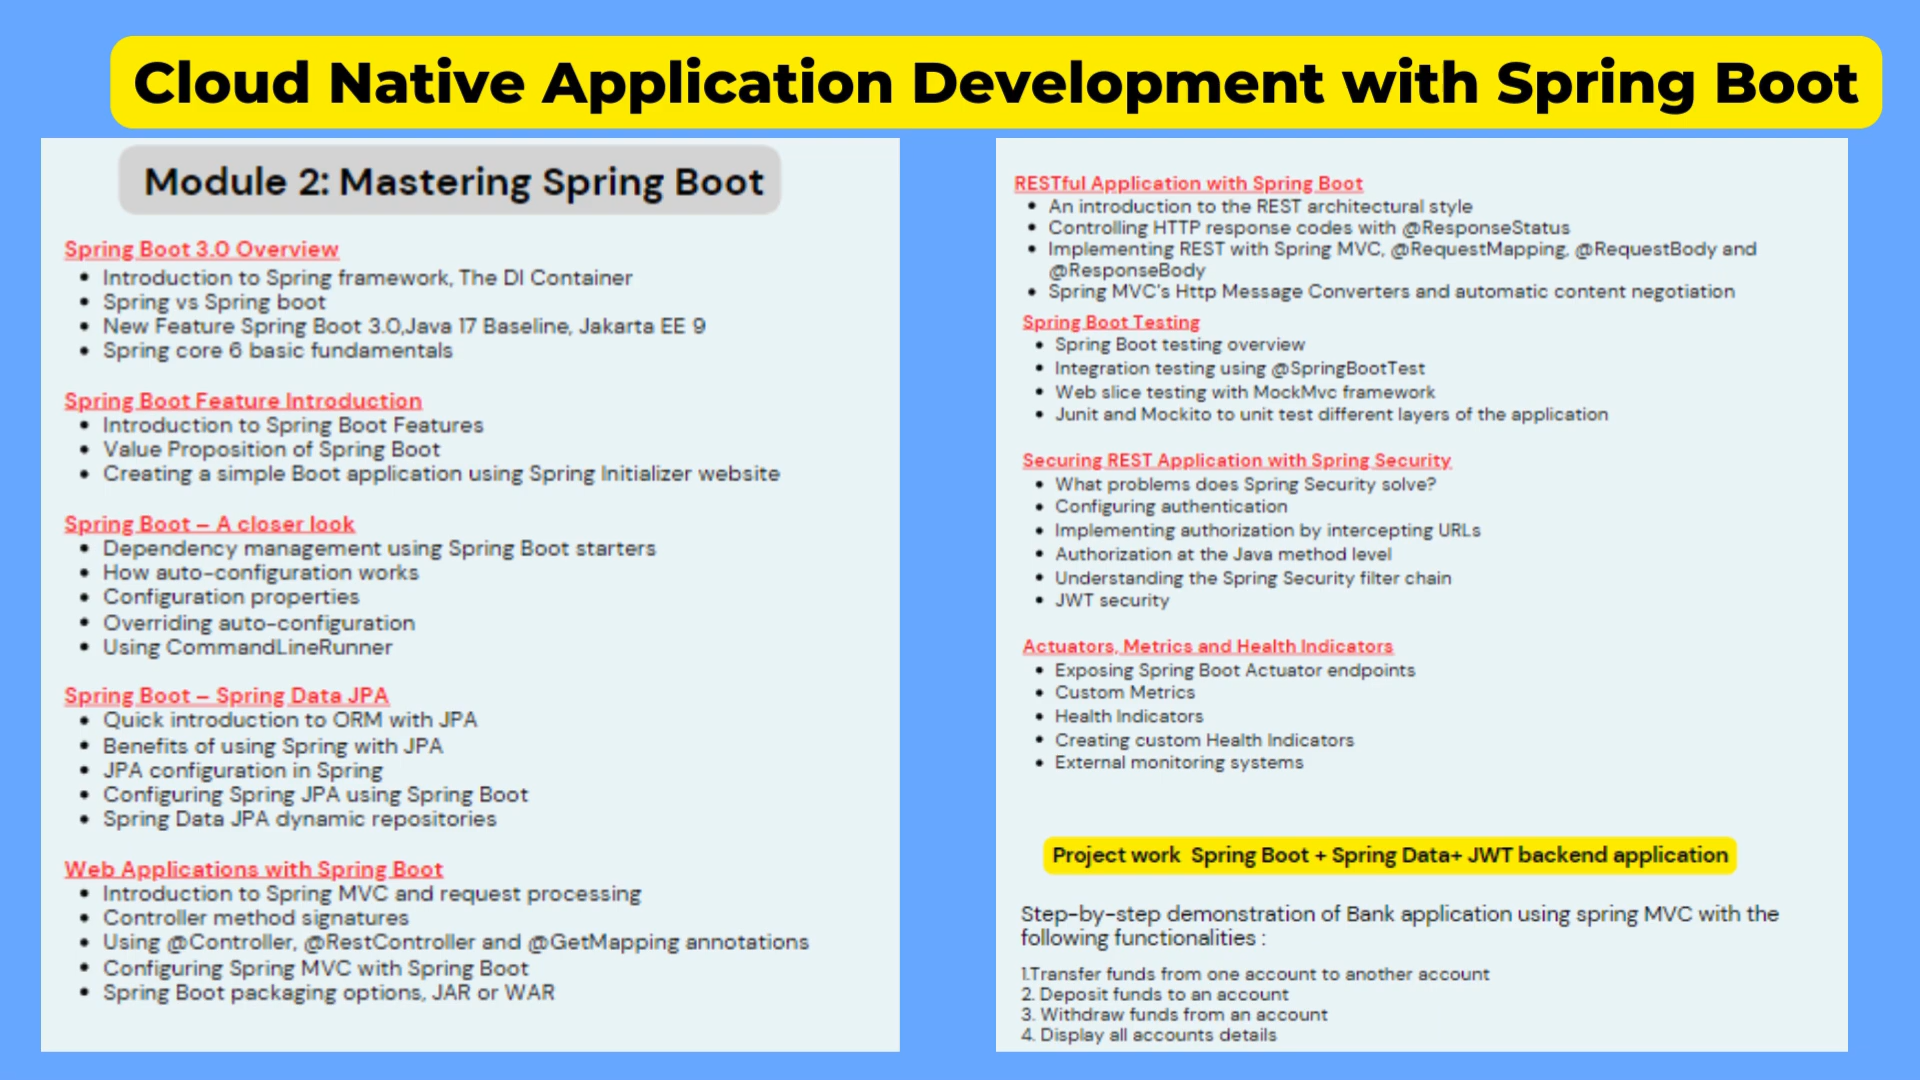 Cloud Native Application Development with Spring Boot
Module 2: Mastering Spring Boot
Spring Boot 3.0 Overview
• Introduction to Spring framework, The DI Container
• Spring vs Spring boot
• New Feature Spring Boot 3.0,Java 17 Baseline, Jakarta EE 9
• Spring core 6 basic fundamentals
Spring Boot Feature Introduction
• Introduction to Spring Boot Features
• Value Proposition of Spring Boot
• Creating a simple Boot application using Spring Initializer website
Spring Boot – A closer look
• Dependency management using Spring Boot starters
• How auto-configuration works
• Configuration properties
• Overriding auto-configuration
• Using CommandLineRunner
Spring Boot – Spring Data JPA
• Quick introduction to ORM with JPA
• Benefits of using Spring with JPA
• JPA configuration in Spring
• Configuring Spring JPA using Spring Boot
• Spring Data JPA dynamic repositories
Web Applications with Spring Boot
• Introduction to Spring MVC and request processing
• Controller method signatures
• Using @Controller, @RestController and @GetMapping annotations
• Configuring Spring MVC with Spring Boot
• Spring Boot packaging options, JAR or WAR
RESTful Application with Spring Boot
• An introduction to the REST architectural style
• Controlling HTTP response codes with @ResponseStatus
• Implementing REST with Spring MVC, @RequestMapping, @RequestBody and
@ResponseBody
• Spring MVC's Http Message Converters and automatic content negotiation
Spring Boot Testing
• Spring Boot testing overview
• Integration testing using @SpringBootTest
• Web slice testing with MockMvc framework
• Junit and Mockito to unit test different layers of the application
Securing REST Application with Spring Security
• What problems does Spring Security solve?
• Configuring authentication
• Implementing authorization by intercepting URLs
• Authorization at the Java method level
• Understanding the Spring Security filter chain
• JWT security
Actuators, Metrics and Health Indicators
• Exposing Spring Boot Actuator endpoints
• Custom Metrics
• Health Indicators
• Creating custom Health Indicators
• External monitoring systems
Project work Spring Boot + Spring Data+ JWT backend application
Step-by-step demonstration of Bank application using spring MVC with the
following functionalities :
1.Transfer funds from one account to another account
2. Deposit funds to an account
3. Withdraw funds from an account
4. Display all accounts details